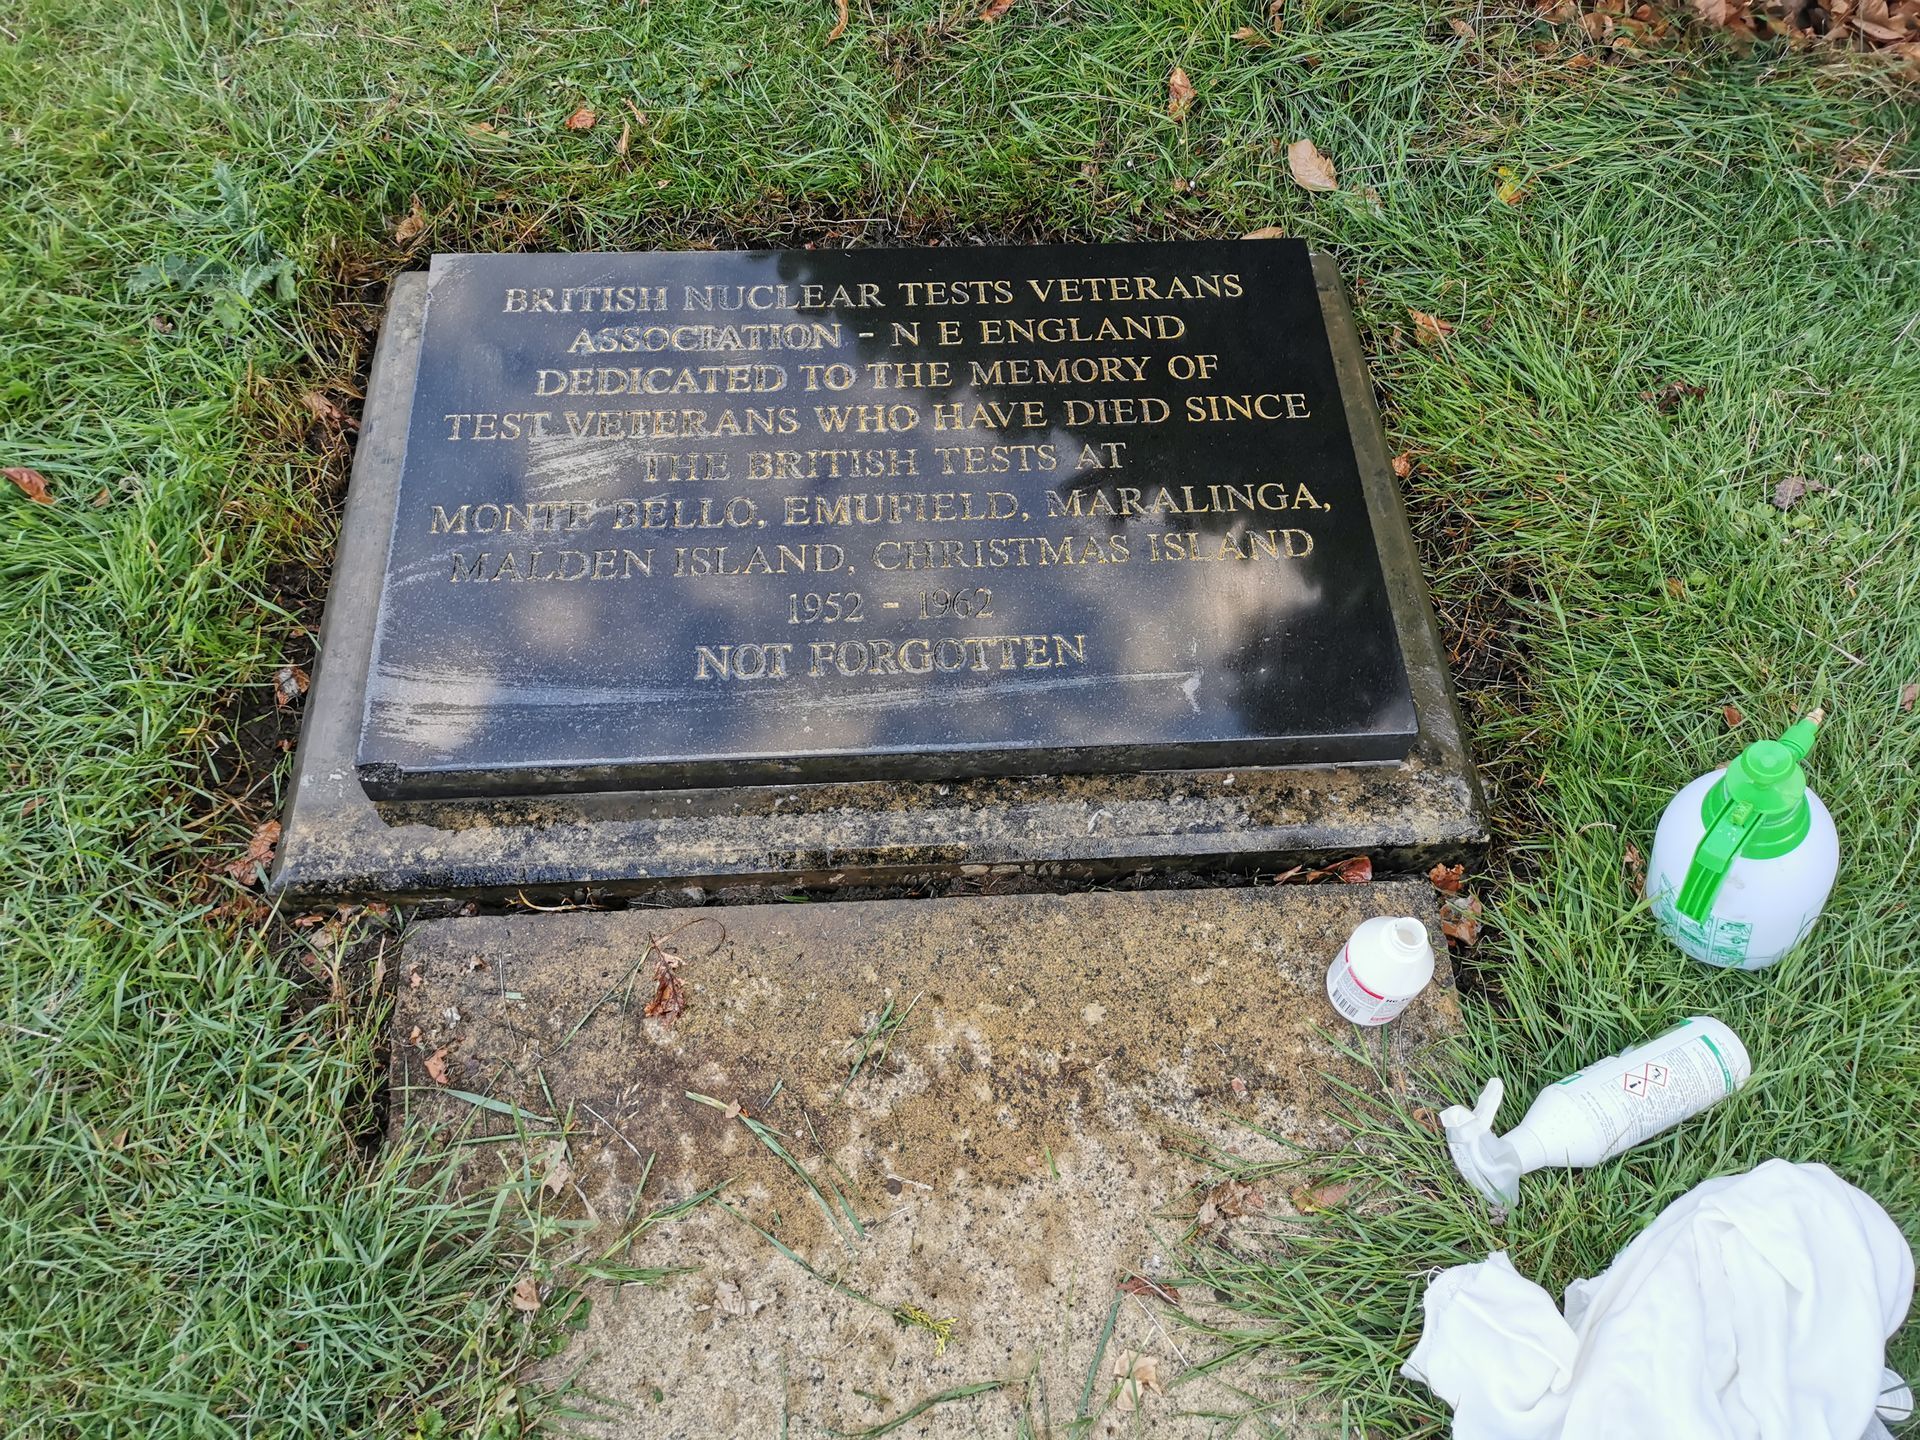 BRITISH NUCLEAR TESTS VETERANS
ASSOCIATION - N E ENGLAND
DEDICATED TO THE MEMORY OF
TEST VETERANS WHO HAVE DIED SINCE
THE BRITISH TESTS AT
MONTE BELLO, EMUFIELD, MARALINGA,
MALDEN ISLAND, CHRISTMAS ISLAND
1952 - 1962
NOT FORGOTTEN